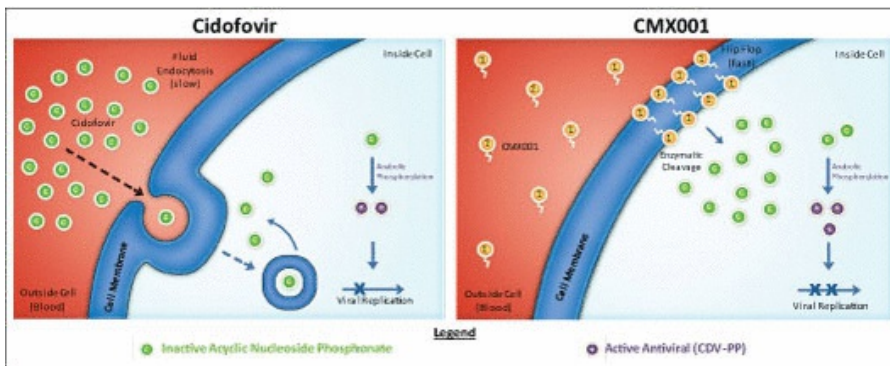 Cidofovir
Fluid
Endocytosis
(slow)
Inside Cell
Cidofovir
Anabolic
Phosphorylation
Cell Membrane
Outside Cell
(Blood)
Viral Replication
CMX001
Flip Flop
(fast)
Inside Cell
CMX001
Enzymatic
Cleavage
Anabolic
Phosphorylation
Cell Membrane
Outside Cell
(Blood)
Viral Replication
Legend
Inactive Acyclic Nucleoside Phosphonate
Active Antiviral (CDV-PP)